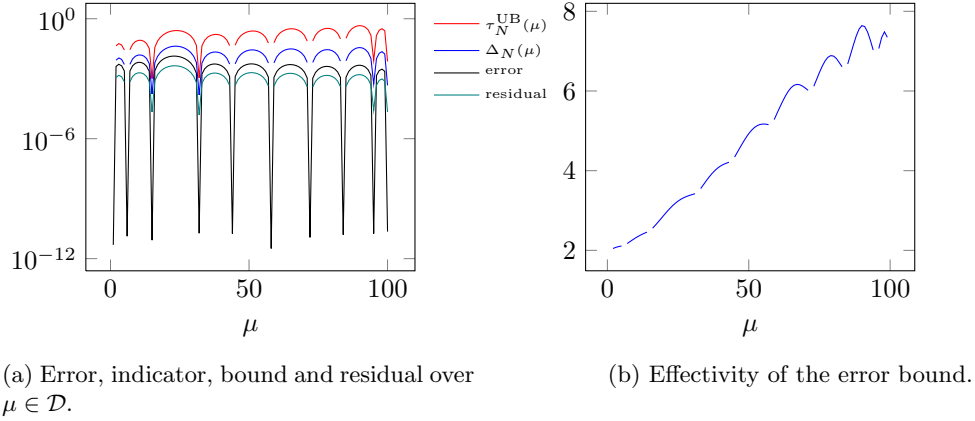 10^0
10^−6
10^−12
0
50
100
μ
τ_N^UB(μ)
Δ_N(μ)
error
residual
8
6
4
2
0
50
100
μ
(a) Error, indicator, bound and residual over
μ ∈ 𝒟.
(b) Effectivity of the error bound.